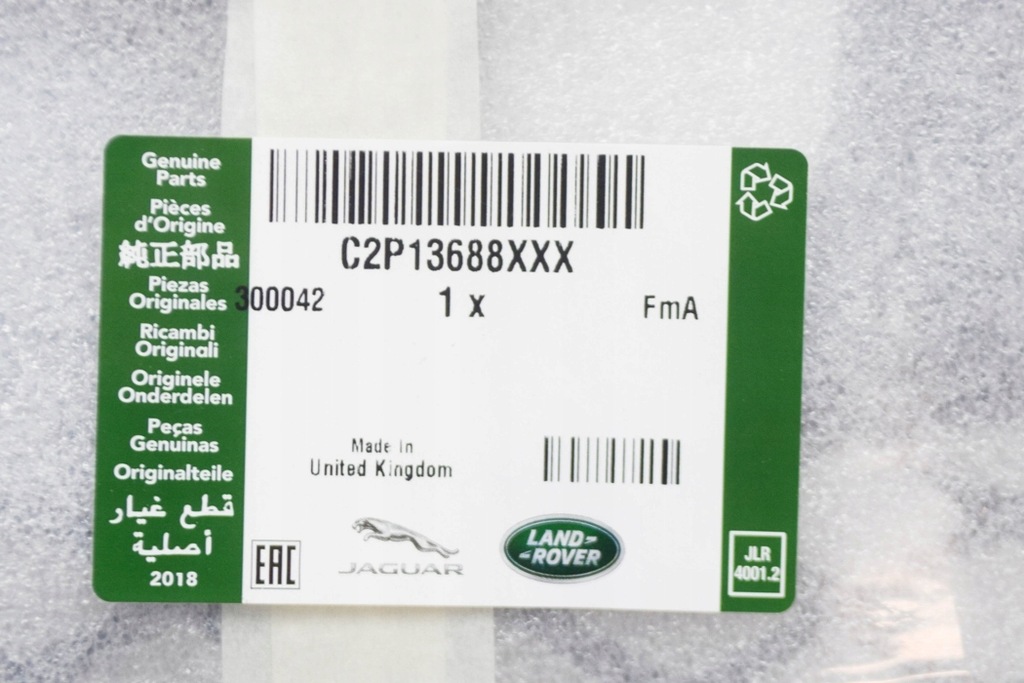 Genuine
Parts
Pièces
d'Origine
純正部品
Piezas
Originales
Ricambi
Originali
Originele
Onderdelen
Peças
Genuinas
Originalteile
قطع غيار
أصلية
2018
C2P13688XXX
300042 1 x FmA
Made in
United Kingdom
EAC
JAGUAR
LAND-
-ROVER
JLR
4001.2